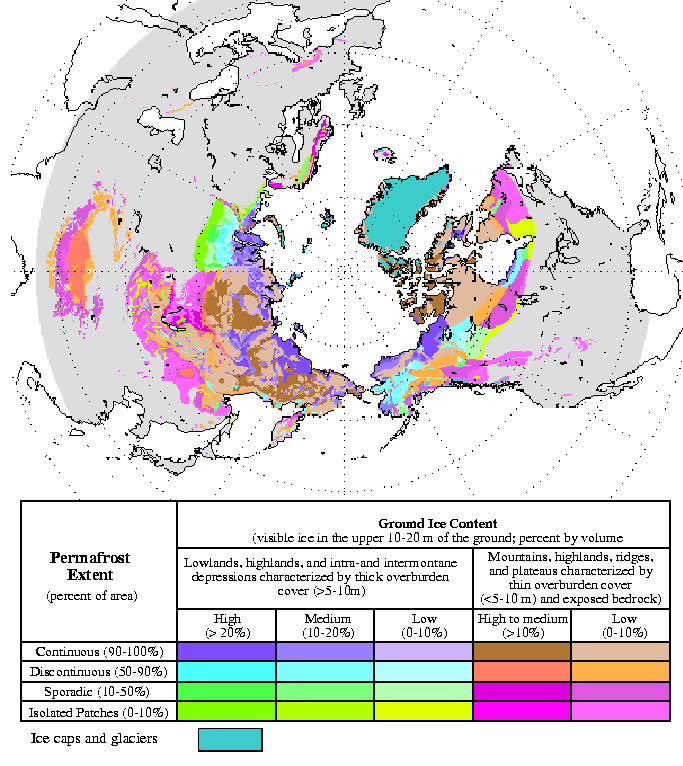 Ground Ice Content
(visible ice in the upper 10-20 m of the ground; percent by volume
Permafrost
Extent
(percent of area)
Lowlands, highlands, and intra-and intermontane
depressions characterized by thick overburden
cover (>5-10m)
Mountains, highlands, ridges,
and plateaus characterized by
thin overburden cover
(<5-10 m) and exposed bedrock)
High
(> 20%)
Medium
(10-20%)
Low
(0-10%)
High to medium
(>10%)
Low
(0-10%)
Continuous (90-100%)
Discontinuous (50-90%)
Sporadic (10-50%)
Isolated Patches (0-10%)
Ice caps and glaciers